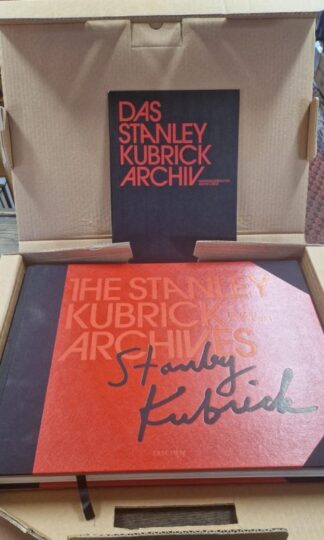 DAS
STANLEY
KUBRICK
ARCHIV
THE STANLEY
KUBRICK
ARCHIVES
Stanley
Kubrick
TASCHEN